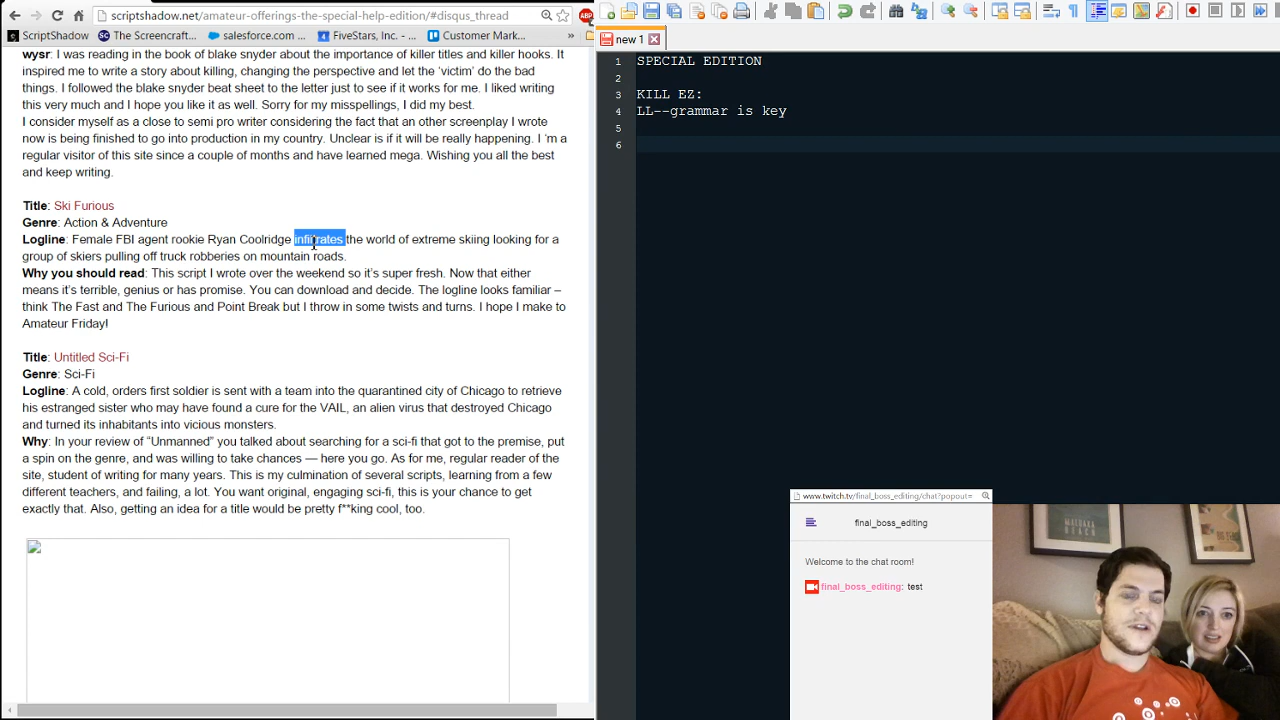 scriptshadow.net/amateur-offerings-the-special-help-edition/#disqus_thread
ABP
ScriptShadow
SC The Screencraft...
salesforce.com ...
FiveStars, Inc. - ...
Customer Mark...
»
wysr: I was reading in the book of blake snyder about the importance of killer titles and killer hooks. It
inspired me to write a story about killing, changing the perspective and let the ‘victim’ do the bad
things. I followed the blake snyder beat sheet to the letter just to see if it works for me. I liked writing
this very much and I hope you like it as well. Sorry for my misspellings, I did my best.
I consider myself as a close to semi pro writer considering the fact that an other screenplay I wrote
now is being finished to go into production in my country. Unclear is if it will be really happening. I ‘m a
regular visitor of this site since a couple of months and have learned mega. Wishing you all the best
and keep writing.
Title: Ski Furious
Genre: Action & Adventure
Logline: Female FBI agent rookie Ryan Coolridge infiltrates the world of extreme skiing looking for a
group of skiers pulling off truck robberies on mountain roads.
Why you should read: This script I wrote over the weekend so it’s super fresh. Now that either
means it’s terrible, genius or has promise. You can download and decide. The logline looks familiar –
think The Fast and The Furious and Point Break but I throw in some twists and turns. I hope I make to
Amateur Friday!
Title: Untitled Sci-Fi
Genre: Sci-Fi
Logline: A cold, orders first soldier is sent with a team into the quarantined city of Chicago to retrieve
his estranged sister who may have found a cure for the VAIL, an alien virus that destroyed Chicago
and turned its inhabitants into vicious monsters.
Why: In your review of “Unmanned” you talked about searching for a sci-fi that got to the premise, put
a spin on the genre, and was willing to take chances — here you go. As for me, regular reader of the
site, student of writing for many years. This is my culmination of several scripts, learning from a few
different teachers, and failing, a lot. You want original, engaging sci-fi, this is your chance to get
exactly that. Also, getting an idea for a title would be pretty f**king cool, too.
new 1
1 SPECIAL EDITION
2
3 KILL EZ:
4 LL--grammar is key
5
6
www.twitch.tv/final_boss_editing/chat?popout=
final_boss_editing
Welcome to the chat room!
final_boss_editing: test